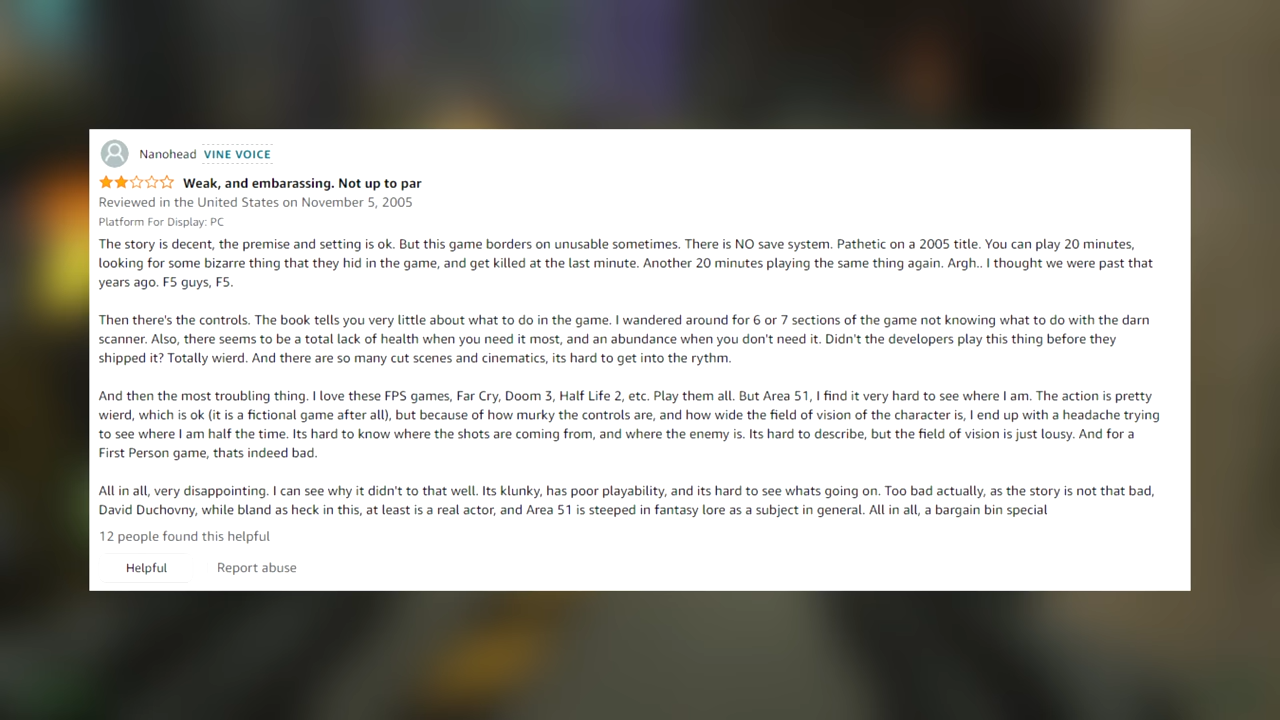 Nanohead VINE VOICE
Weak, and embarassing. Not up to par
Reviewed in the United States on November 5, 2005
Platform For Display: PC
The story is decent, the premise and setting is ok. But this game borders on unusable sometimes. There is NO save system. Pathetic on a 2005 title. You can play 20 minutes,
looking for some bizarre thing that they hid in the game, and get killed at the last minute. Another 20 minutes playing the same thing again. Argh.. I thought we were past that
years ago. F5 guys, F5.
Then there's the controls. The book tells you very little about what to do in the game. I wandered around for 6 or 7 sections of the game not knowing what to do with the darn
scanner. Also, there seems to be a total lack of health when you need it most, and an abundance when you don't need it. Didn't the developers play this thing before they
shipped it? Totally wierd. And there are so many cut scenes and cinematics, its hard to get into the rythm.
And then the most troubling thing. I love these FPS games, Far Cry, Doom 3, Half Life 2, etc. Play them all. But Area 51, I find it very hard to see where I am. The action is pretty
wierd, which is ok (it is a fictional game after all), but because of how murky the controls are, and how wide the field of vision of the character is, I end up with a headache trying
to see where I am half the time. Its hard to know where the shots are coming from, and where the enemy is. Its hard to describe, but the field of vision is just lousy. And for a
First Person game, thats indeed bad.
All in all, very disappointing. I can see why it didn't to that well. Its klunky, has poor playability, and its hard to see whats going on. Too bad actually, as the story is not that bad,
David Duchovny, while bland as heck in this, at least is a real actor, and Area 51 is steeped in fantasy lore as a subject in general. All in all, a bargain bin special
12 people found this helpful
Helpful Report abuse